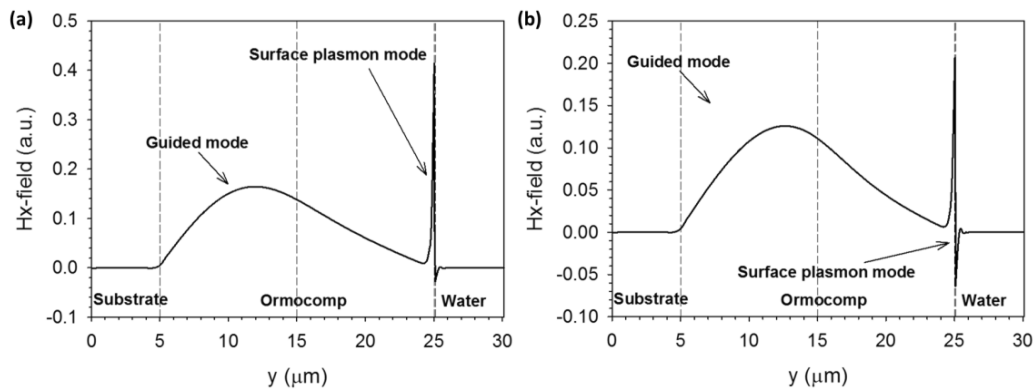 (a)
0.5
0.4
0.3
0.2
0.1
0.0
-0.1
Hx-field (a.u.)
Surface plasmon mode
Guided mode
Substrate
Ormocomp
Water
0 5 10 15 20 25 30
y (μm)
(b)
0.25
0.20
0.15
0.10
0.05
0.00
-0.05
-0.10
Hx-field (a.u.)
Guided mode
Surface plasmon mode
Substrate
Ormocomp
Water
0 5 10 15 20 25 30
y (μm)